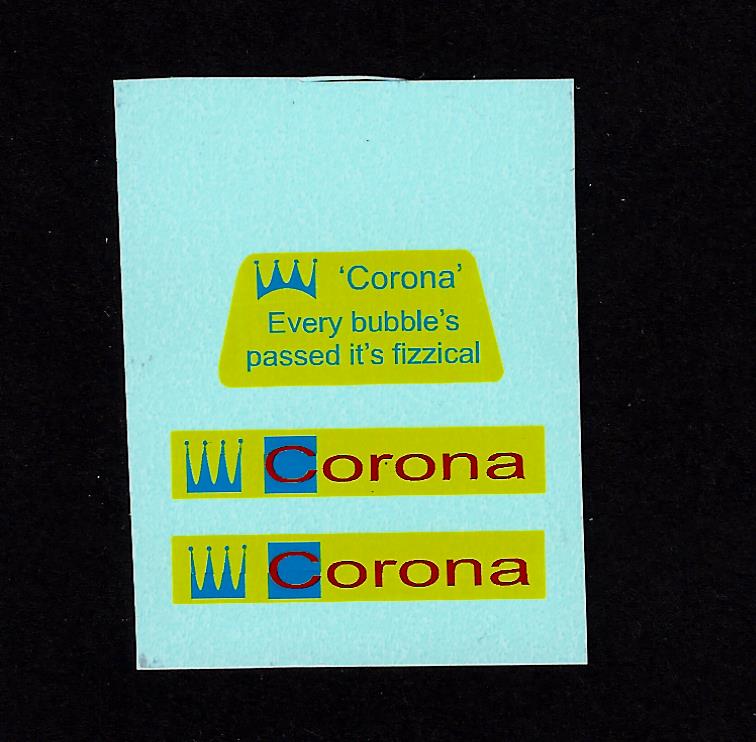 ‘Corona’
Every bubble’s
passed it’s fizzical
Corona
Corona